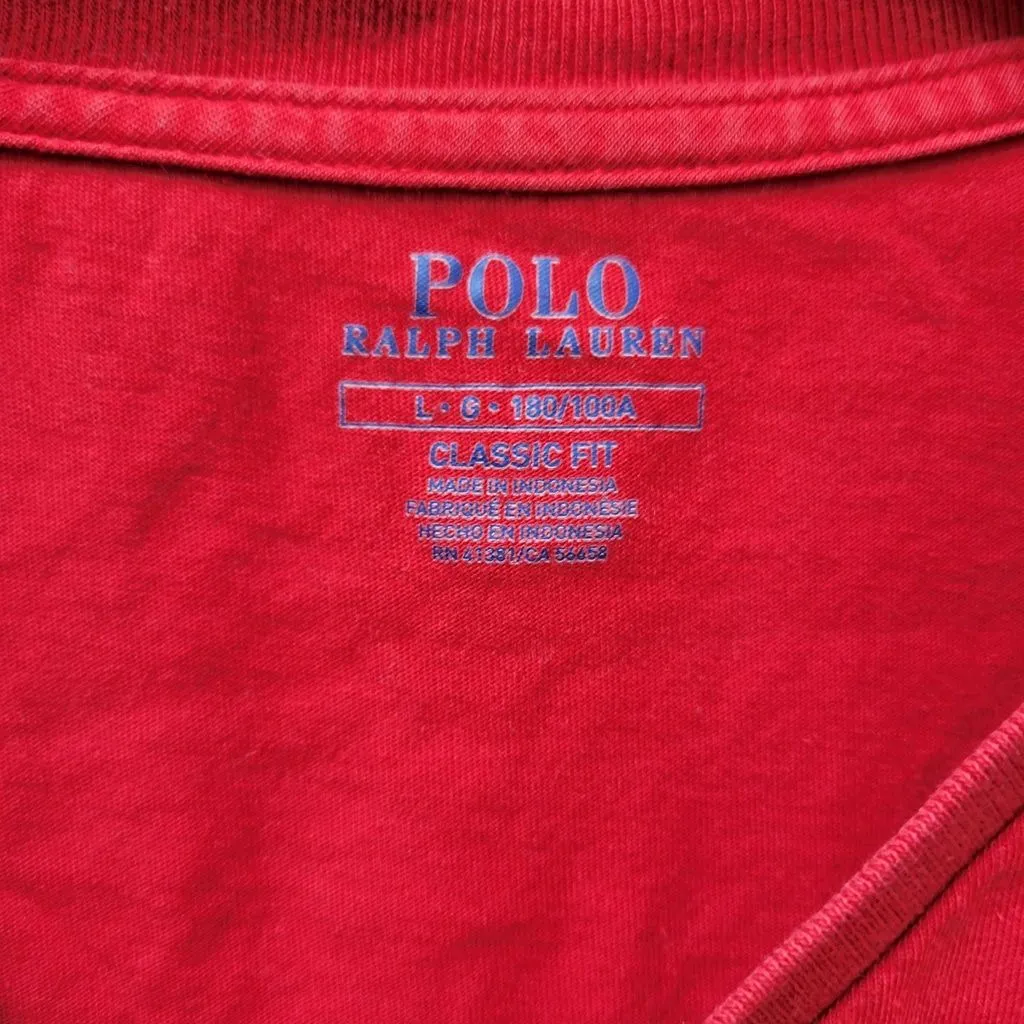 POLO
RALPH LAUREN
L • G • 180/100A
CLASSIC FIT
MADE IN INDONESIA
FABRIQUÉ EN INDONÉSIE
HECHO EN INDONESIA
RN 41381/CA 56658